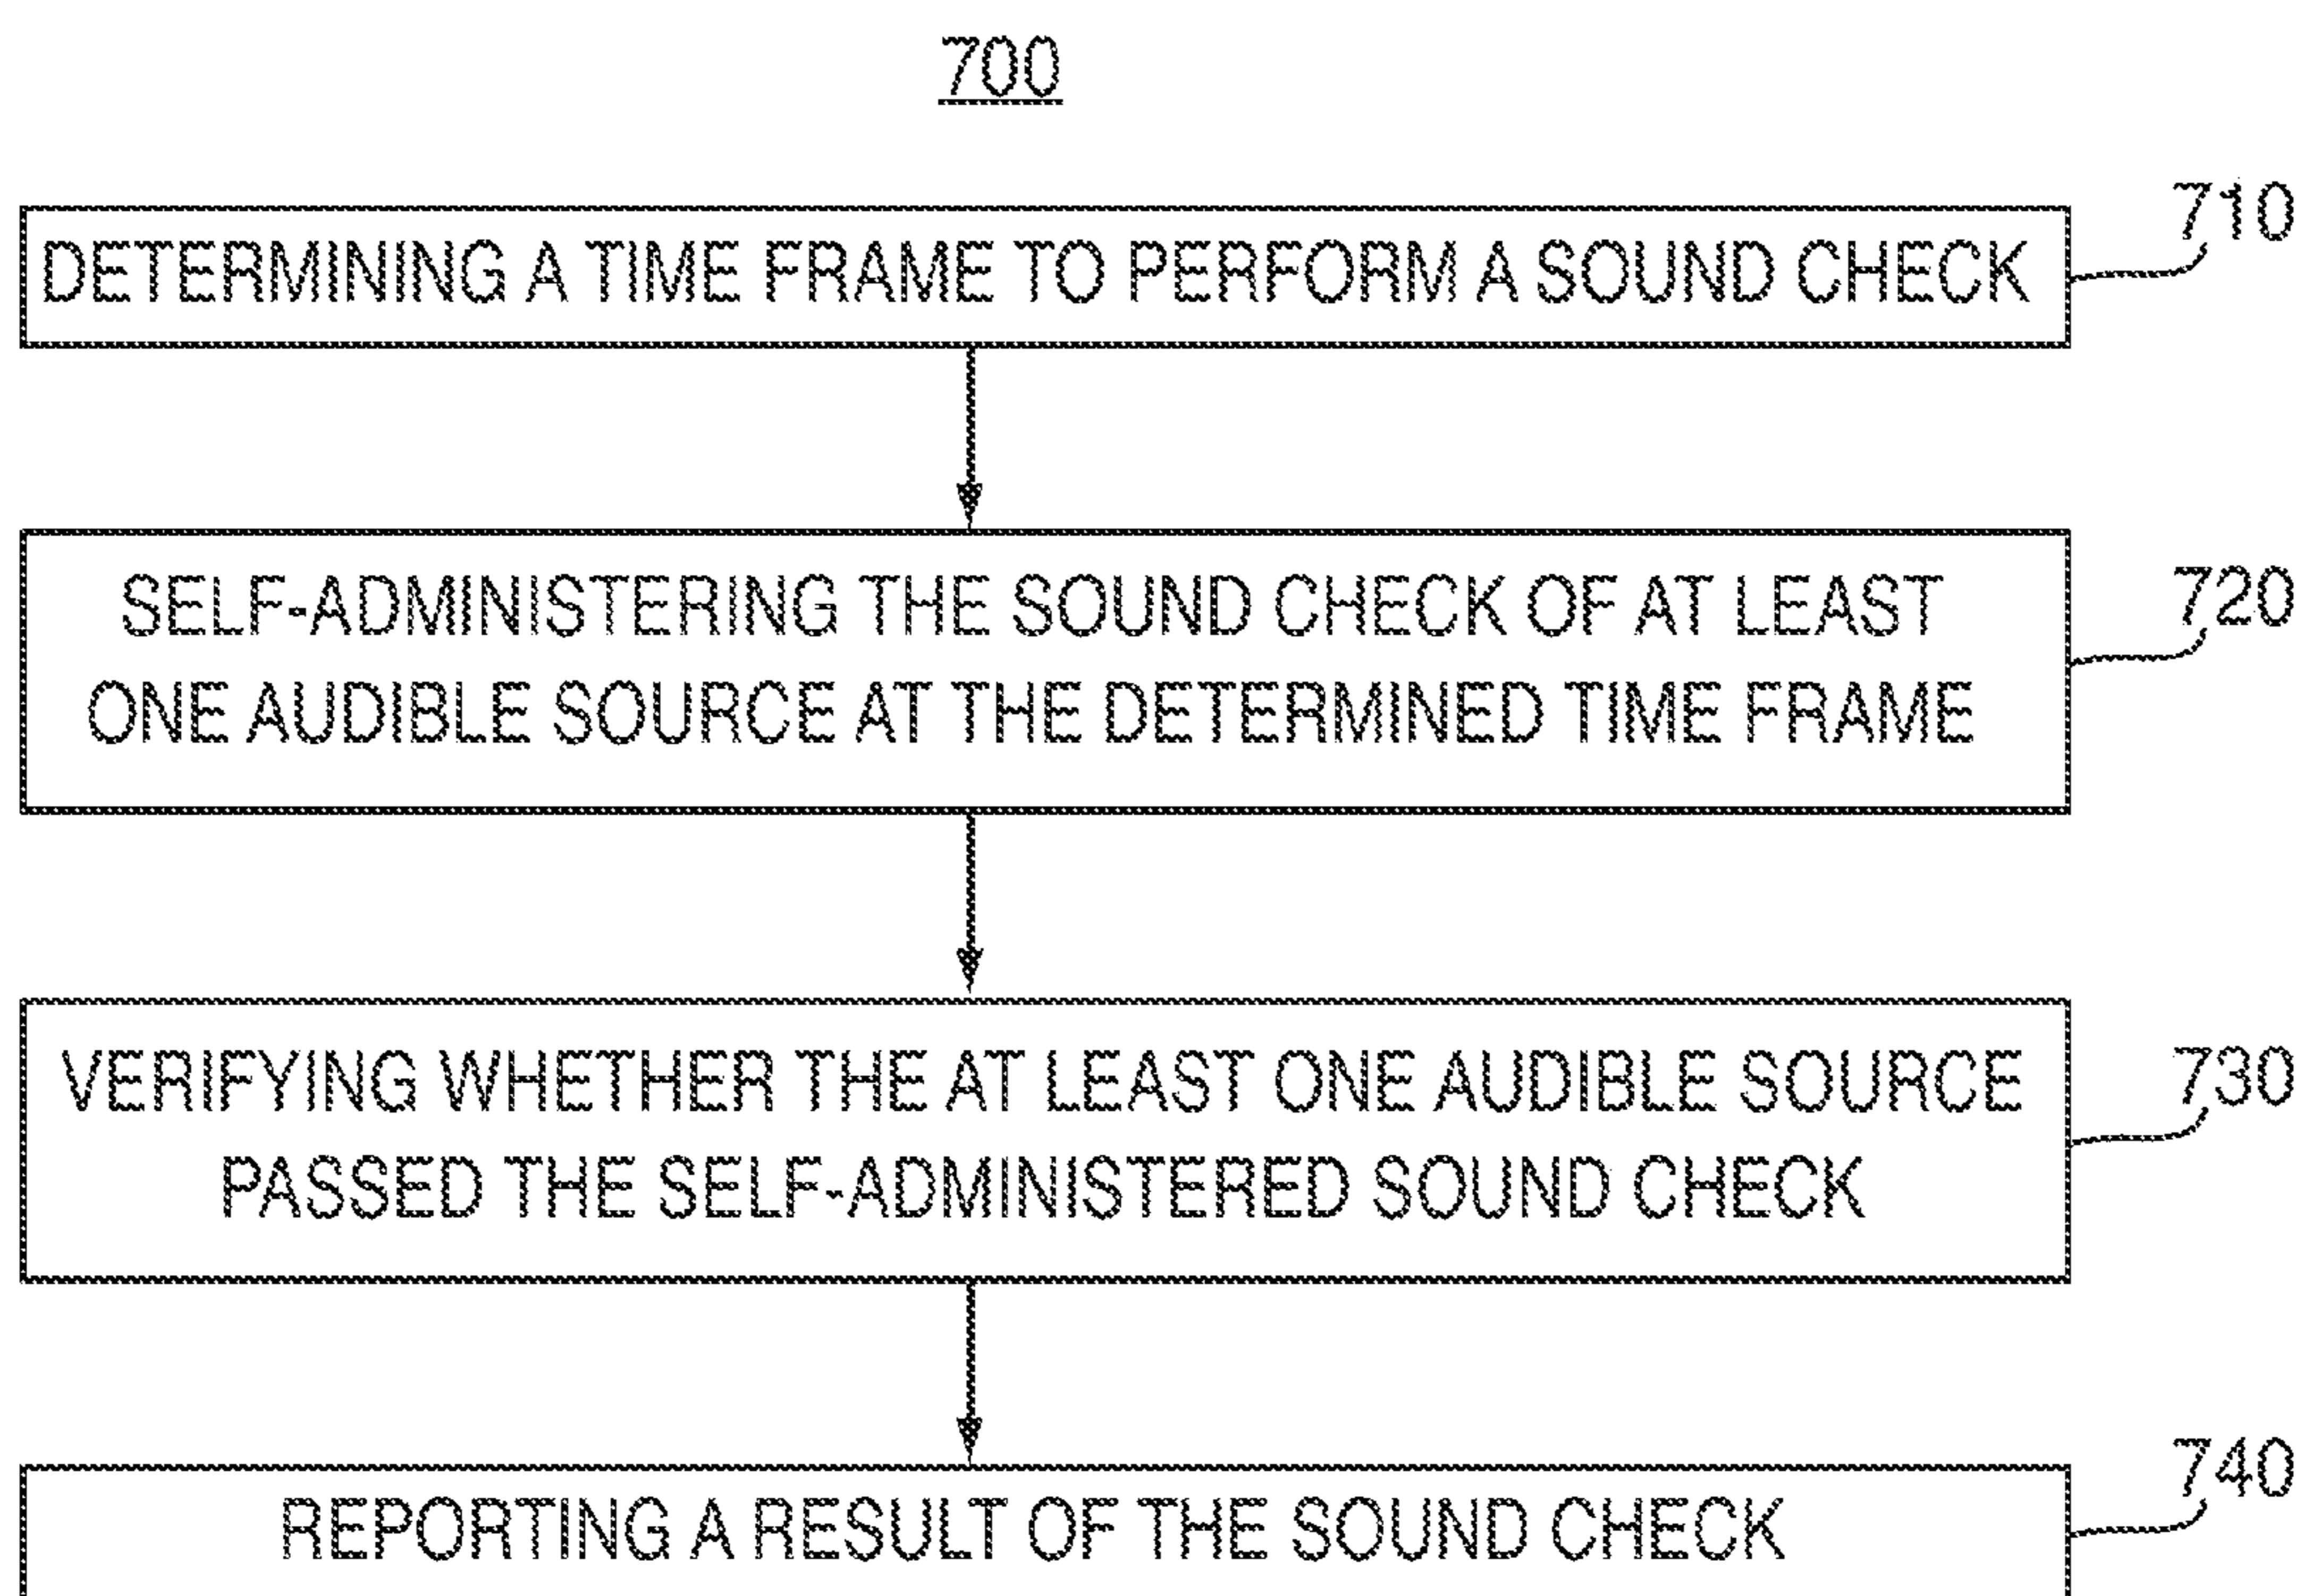 700
710
DETERMINING A TIME FRAME TO PERFORM A SOUND CHECK
720
SELF-ADMINISTERING THE SOUND CHECK OF AT LEAST
ONE AUDIBLE SOURCE AT THE DETERMINED TIME FRAME
730
VERIFYING WHETHER THE AT LEAST ONE AUDIBLE SOURCE
PASSED THE SELF-ADMINISTERED SOUND CHECK
740
REPORTING A RESULT OF THE SOUND CHECK